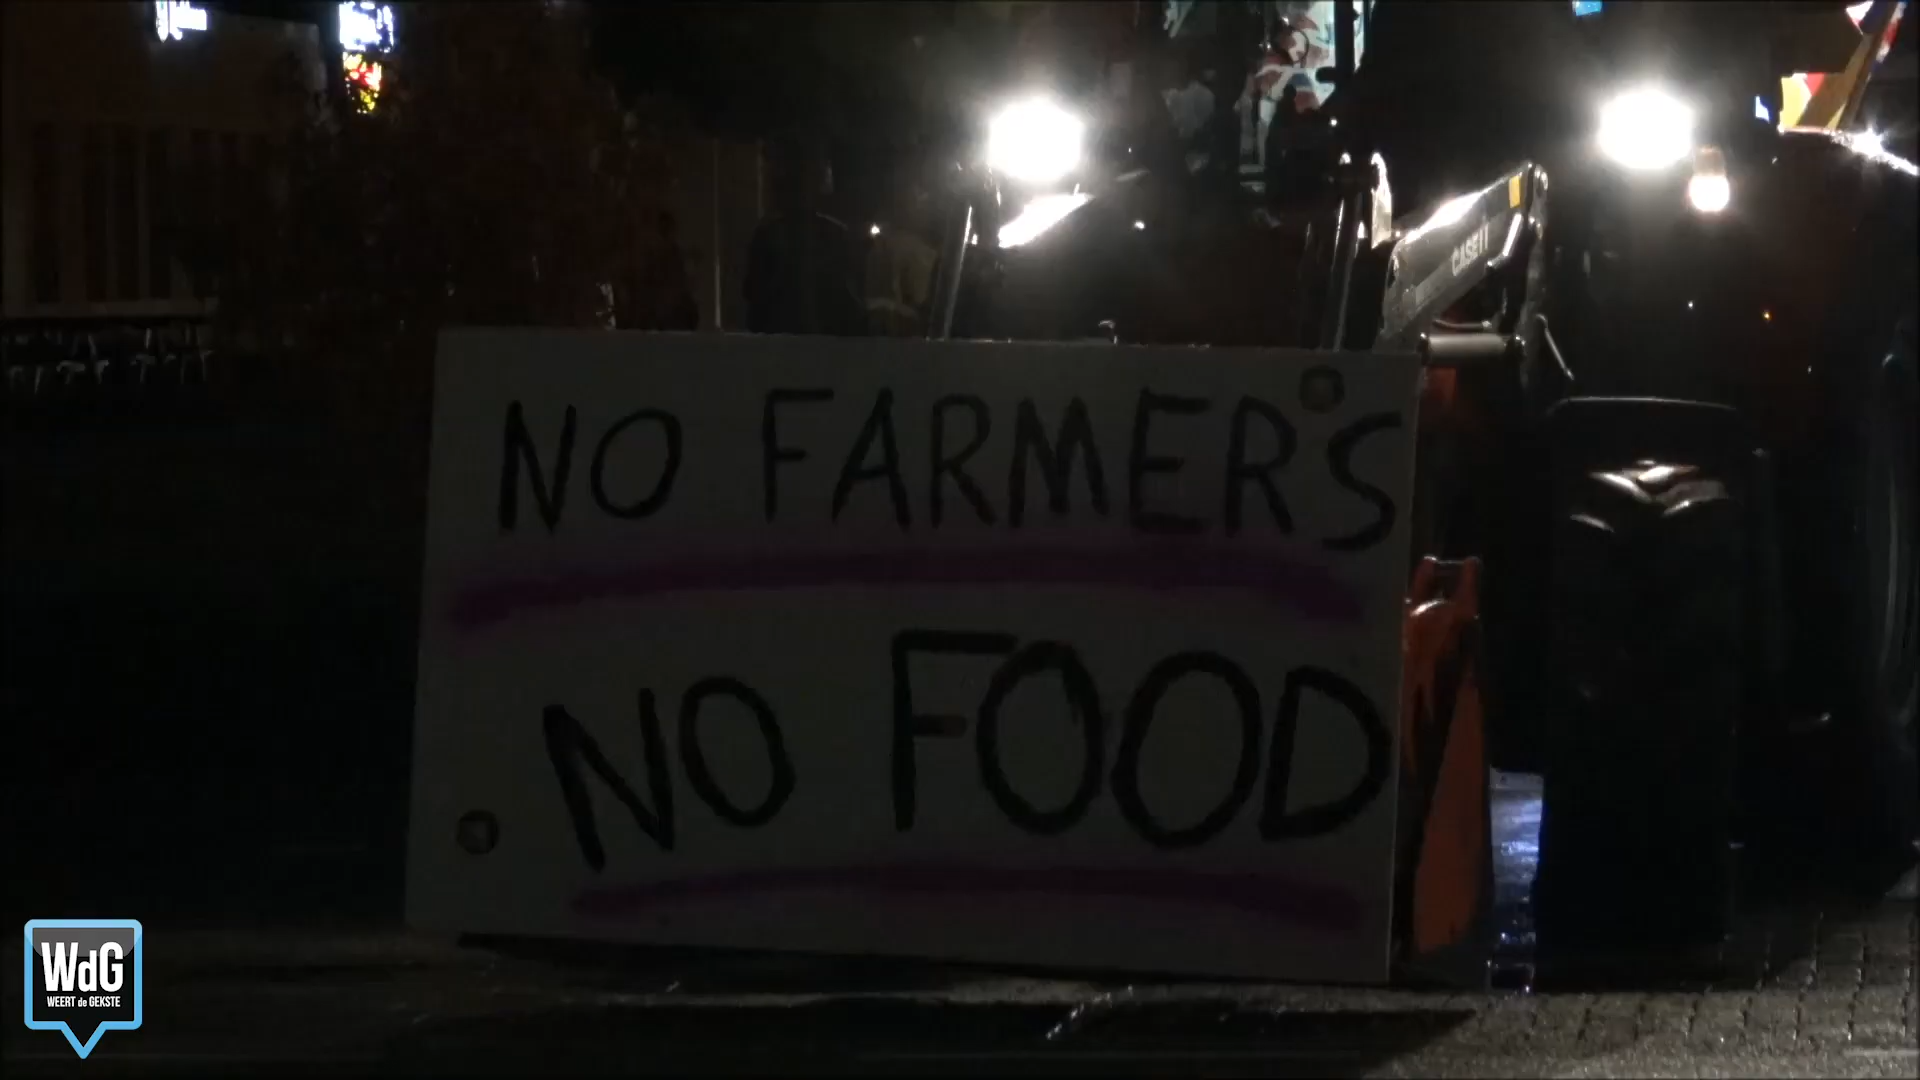 NO FARMER'S
NO FOOD
CASE IH
WdG
WEERT de GEKSTE